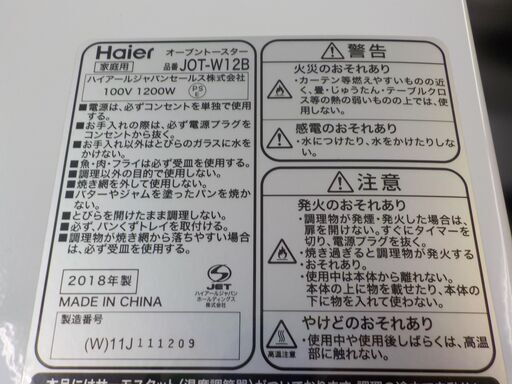 Haier オーブントースター
家庭用 品番 JOT-W12B
ハイアールジャパンセールス株式会社
100V 1200W PS E
■電源は、必ずコンセントを単独で使用
する。
■お手入れの際は、必ず電源プラグを
コンセントから抜く。
■お手入れ以外はとびらのガラスに水を
かけない。
■魚・肉・フライは必ず受皿を使用する。
■調理以外の目的で使用しない。
■焼き網を外して使用しない。
■バターやジャムを塗ったパンを焼か
ない。
■とびらを開けたまま調理しない。
■必ず、パンくずトレイを取付ける。
■調理物が焼き網から落ちやすい場合
は、必ず受皿を使用する。
2018年製
MADE IN CHINA
JET
ハイアールジャパン
ホールディングス
株式会社
製造番号
(W)11J 111209
警告
火災のおそれあり
・カーテン等燃えやすいものの近
く、畳・じゅうたん・テーブルクロ
ス等の熱の弱いものの上では、使
用しない。
感電のおそれあり
・水につけたり、水をかけたりしな
い。
注意
発火のおそれあり
・調理物が発煙・発火した場合は、
扉を開けない。すぐにタイマーを
切り、電源プラグを抜く。
・焼き過ぎると調理物が発火する
おそれあり。
・使用中は本体から離れない。
本体の上に物を載せたり、本体の
下に物を入れたりしない。
高温注意
やけどのおそれあり
・使用中や使用後しばらくは、高温
部に触れない。